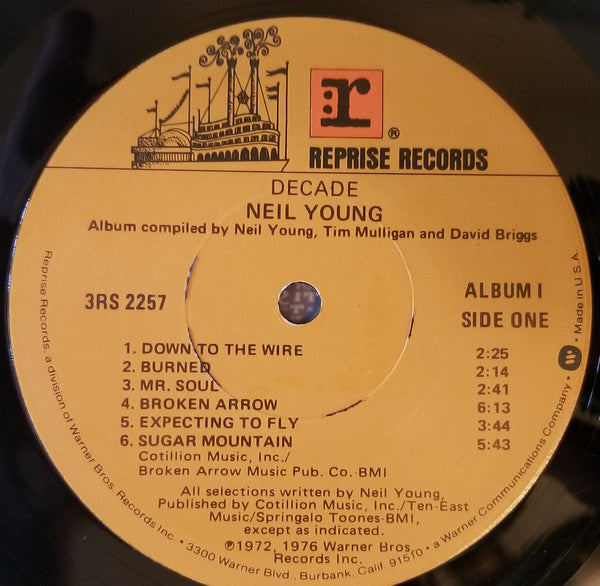 r
®
REPRISE RECORDS
DECADE
NEIL YOUNG
Album compiled by Neil Young, Tim Mulligan and David Briggs
3RS 2257
ALBUM I
SIDE ONE
1. DOWN TO THE WIRE 2:25
2. BURNED 2:14
3. MR. SOUL 2:41
4. BROKEN ARROW 6:13
5. EXPECTING TO FLY 3:44
6. SUGAR MOUNTAIN 5:43
Cotillion Music, Inc./
Broken Arrow Music Pub. Co.-BMI
All selections written by Neil Young,
Published by Cotillion Music, Inc./Ten-East
Music/Springalo Toones-BMI,
except as indicated.
℗1972, 1976 Warner Bros.
Records Inc.
Reprise Records, a division of Warner Bros. Records Inc. • 3300 Warner Blvd., Burbank, Calif. 91510 • a Warner Communications Company. • W • Made in U.S.A.